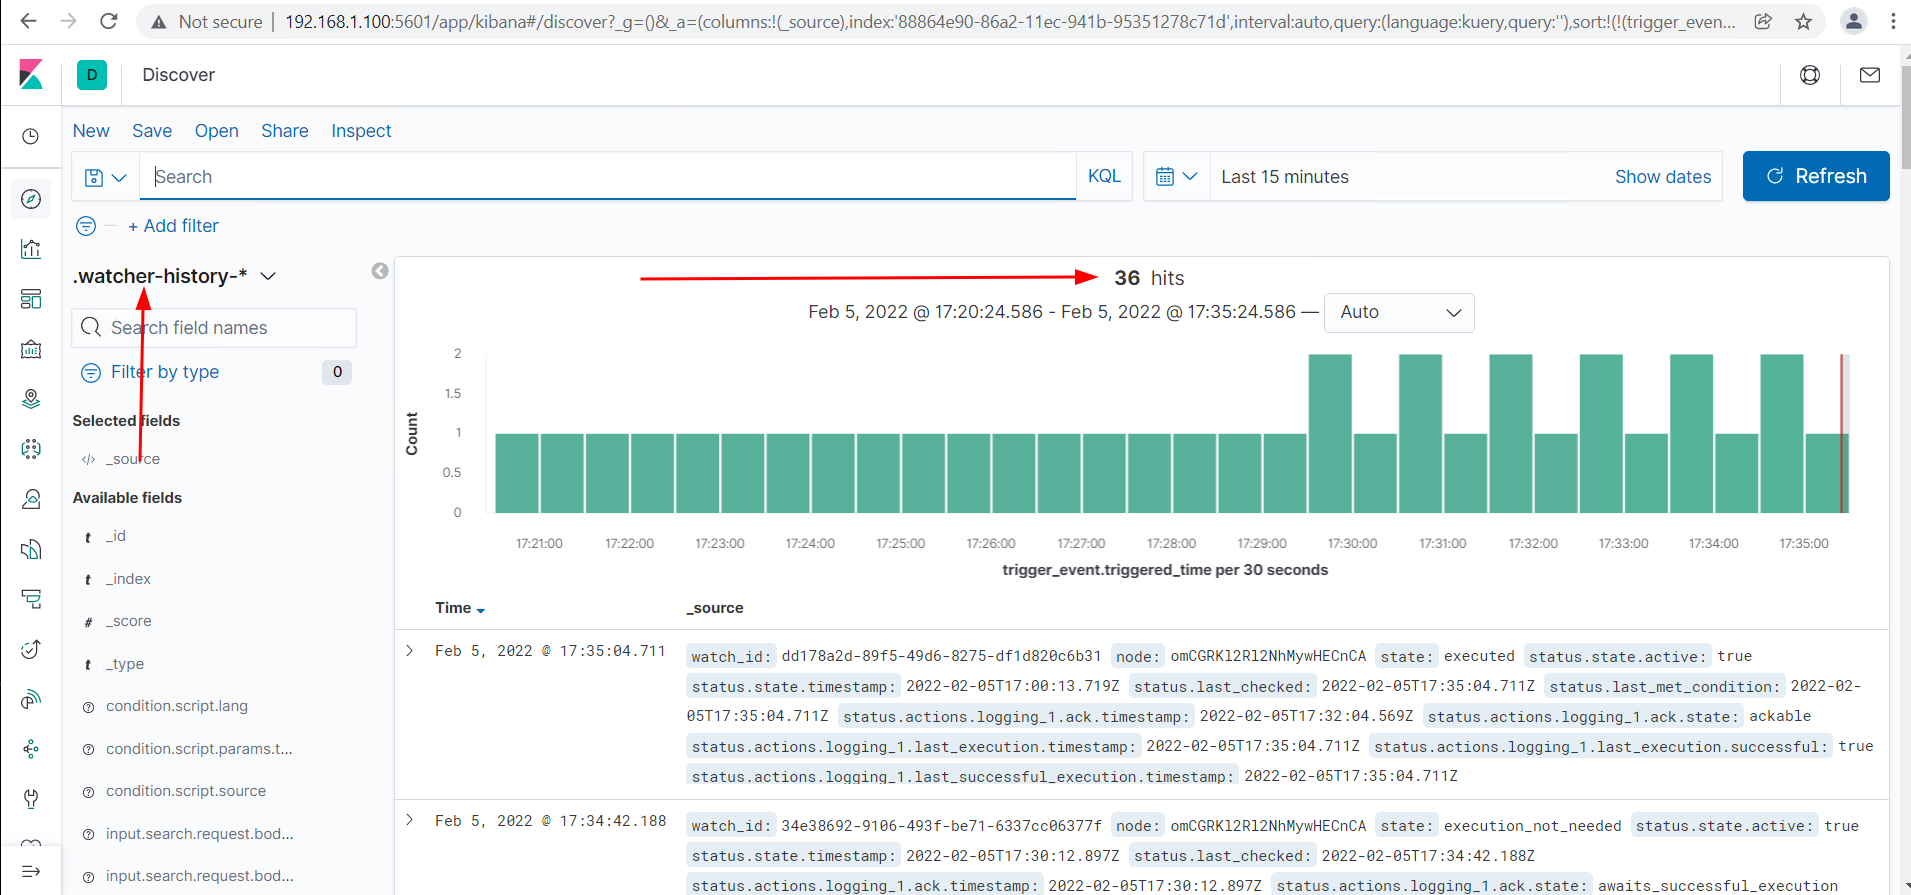 Not secure | 192.168.1.100:5601/app/kibana#/discover?_g=()&_a=(columns:!(_source),index:'88864e90-86a2-11ec-941b-95351278c71d',interval:auto,query:(language:kuery,query:''),sort:!(!(trigger_even...
D Discover
New Save Open Share Inspect
Search KQL Last 15 minutes Show dates Refresh
+ Add filter
.watcher-history-*
Search field names
Filter by type 0
Selected fields
_source
Available fields
t _id
t _index
# _score
t _type
condition.script.lang
condition.script.params.t...
condition.script.source
input.search.request.bod...
input.search.request.bod...
36 hits
Feb 5, 2022 @ 17:20:24.586 - Feb 5, 2022 @ 17:35:24.586 — Auto
Count
2
1.5
1
0.5
0
17:21:00 17:22:00 17:23:00 17:24:00 17:25:00 17:26:00 17:27:00 17:28:00 17:29:00 17:30:00 17:31:00 17:32:00 17:33:00 17:34:00 17:35:00
trigger_event.triggered_time per 30 seconds
Time _source
Feb 5, 2022 @ 17:35:04.711 watch_id: dd178a2d-89f5-49d6-8275-df1d820c6b31 node: omCGRKl2Rl2NhMywHECnCA state: executed status.state.active: true
status.state.timestamp: 2022-02-05T17:00:13.719Z status.last_checked: 2022-02-05T17:35:04.711Z status.last_met_condition: 2022-02-
05T17:35:04.711Z status.actions.logging_1.ack.timestamp: 2022-02-05T17:32:04.569Z status.actions.logging_1.ack.state: ackable
status.actions.logging_1.last_execution.timestamp: 2022-02-05T17:35:04.711Z status.actions.logging_1.last_execution.successful: true
status.actions.logging_1.last_successful_execution.timestamp: 2022-02-05T17:35:04.711Z
Feb 5, 2022 @ 17:34:42.188 watch_id: 34e38692-9106-493f-be71-6337cc06377f node: omCGRKl2Rl2NhMywHECnCA state: execution_not_needed status.state.active: true
status.state.timestamp: 2022-02-05T17:30:12.897Z status.last_checked: 2022-02-05T17:34:42.188Z
status.actions.logging_1.ack.timestamp: 2022-02-05T17:30:12.897Z status.actions.logging_1.ack.state: awaits_successful_execution